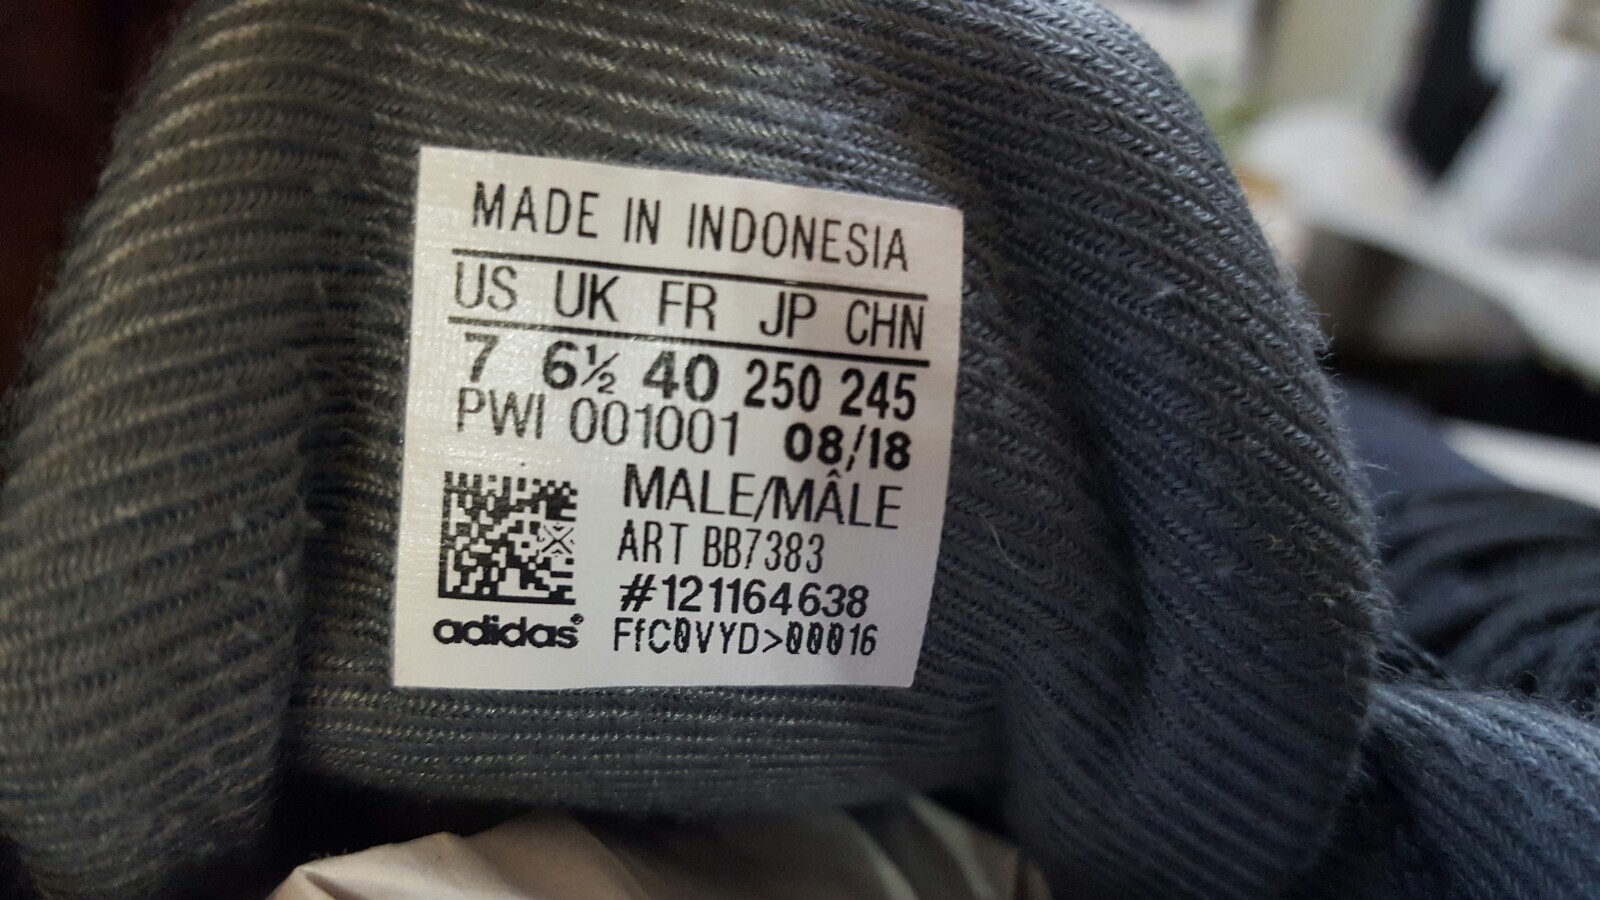 MADE IN INDONESIA
US UK FR JP CHN
7 6½ 40 250 245
PWI 001001 08/18
MALE/MÂLE
ART BB7383
#121164638
adidas® FfC0VYD>00016